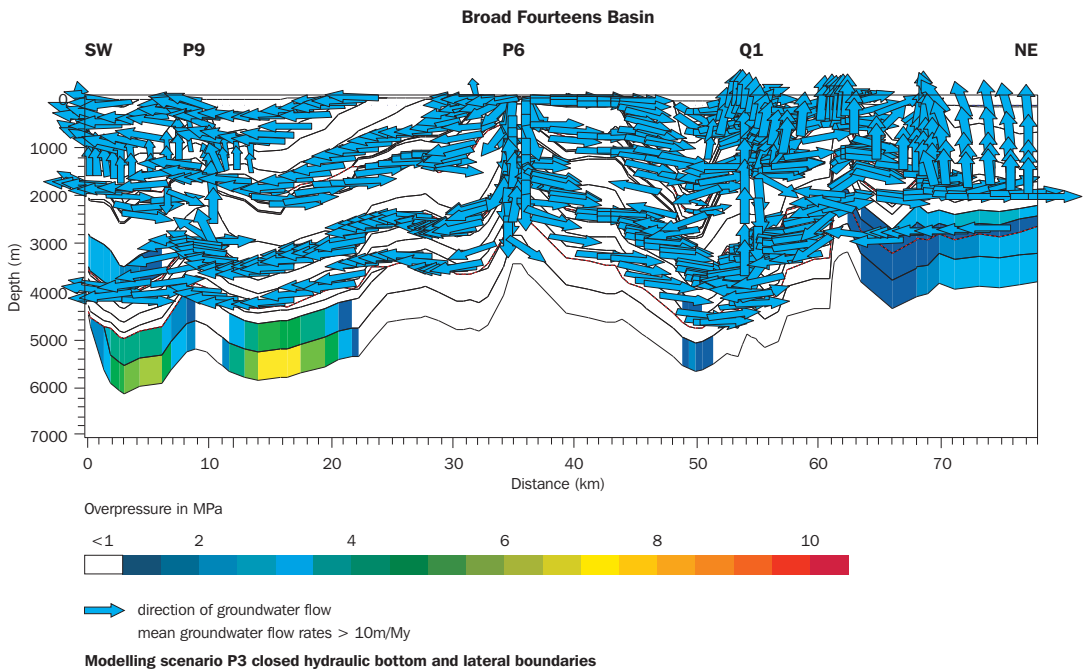 Broad Fourteens Basin
SW P9 P6 Q1 NE
0
1000
2000
3000
4000
5000
6000
7000
Depth (m)
0 10 20 30 40 50 60 70
Distance (km)
Overpressure in MPa
<1 2 4 6 8 10
direction of groundwater flow
mean groundwater flow rates > 10m/My
Modelling scenario P3 closed hydraulic bottom and lateral boundaries